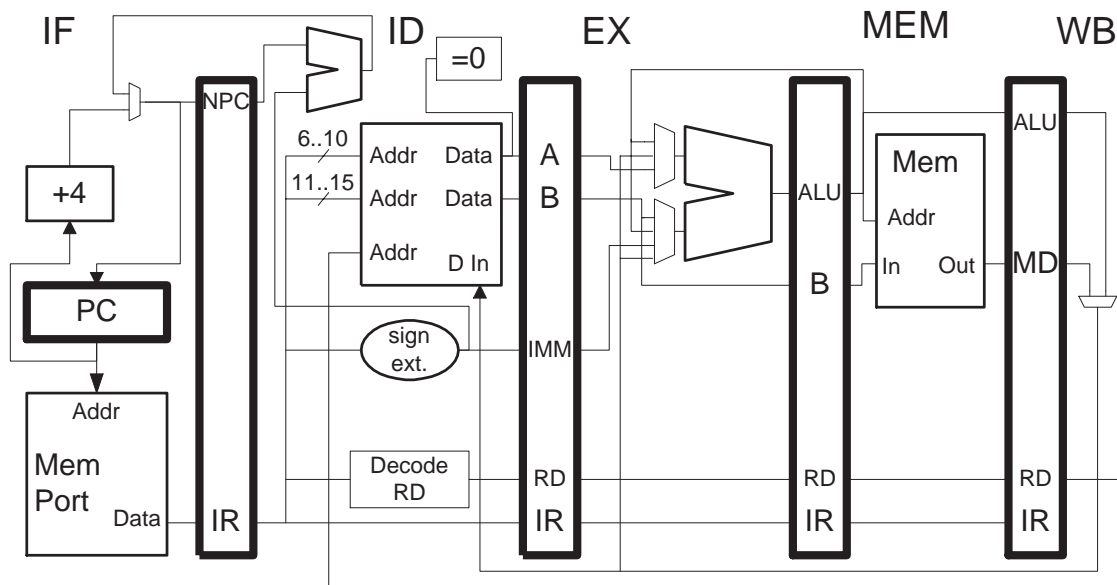 IF
ID
EX
MEM
WB
=0
NPC
+4
PC
Addr
Mem
Port
Data
IR
6..10
11..15
Addr
Data
Addr
Data
Addr
D In
sign
ext.
Decode
RD
A
B
IMM
RD
IR
ALU
B
RD
IR
Mem
Addr
In
Out
ALU
MD
RD
IR